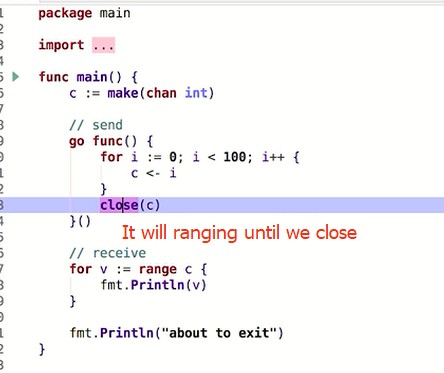 1 package main
2
3 import ...
5 func main() {
6 c := make(chan int)
7
8 // send
9 go func() {
0 for i := 0; i < 100; i++ {
1 c <- i
2 }
3 close(c)
4 }()
It will ranging until we close
5
6 // receive
7 for v := range c {
8 fmt.Println(v)
9 }
0
1 fmt.Println("about to exit")
2 }
3